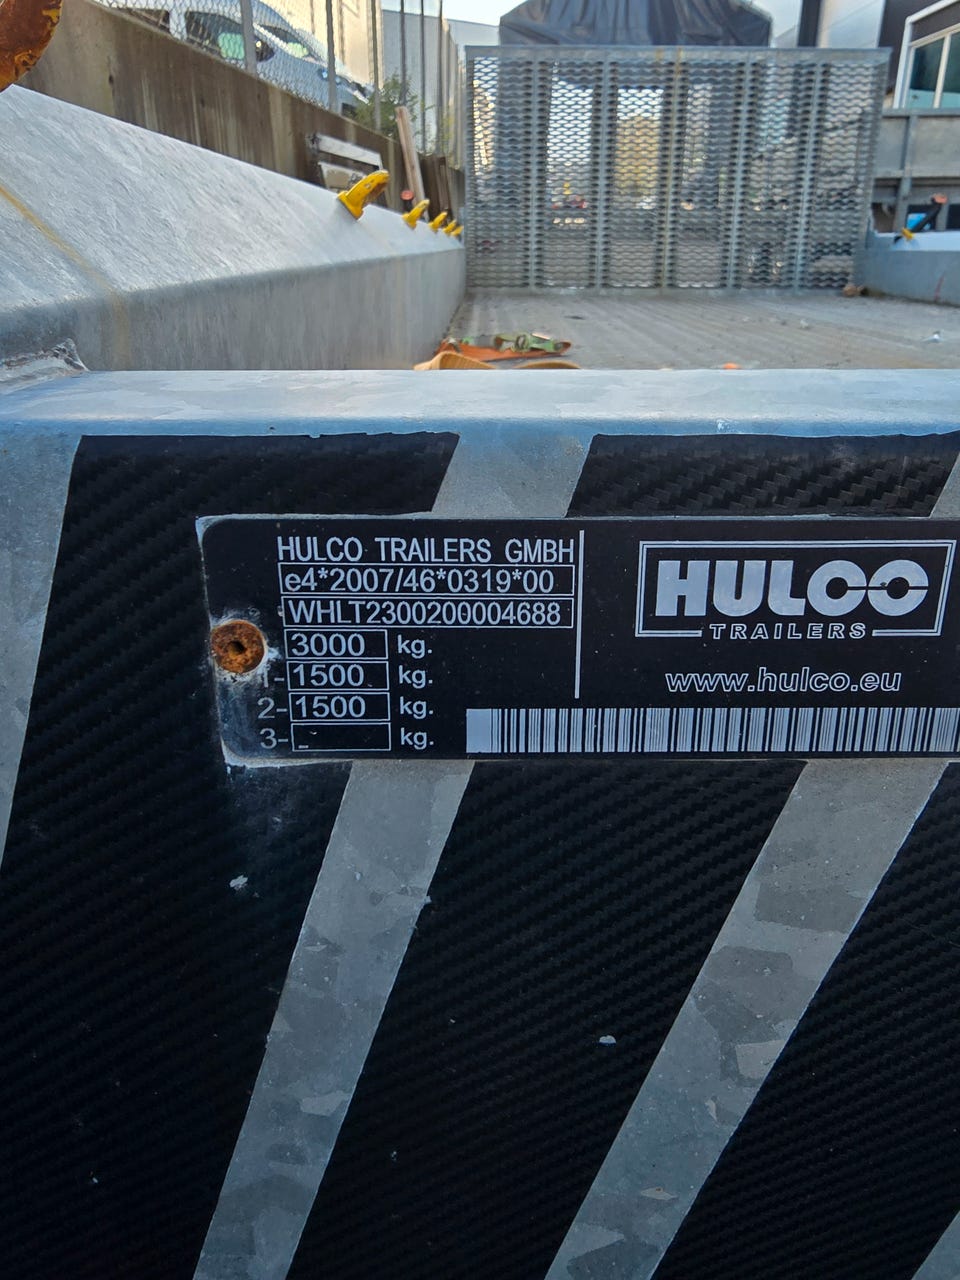 HULCO TRAILERS GMBH
e4*2007/46*0319*00
WHLT2300200004688
3000 kg.
1- 1500 kg.
2- 1500 kg.
3- - kg.
HULCO
TRAILERS
www.hulco.eu